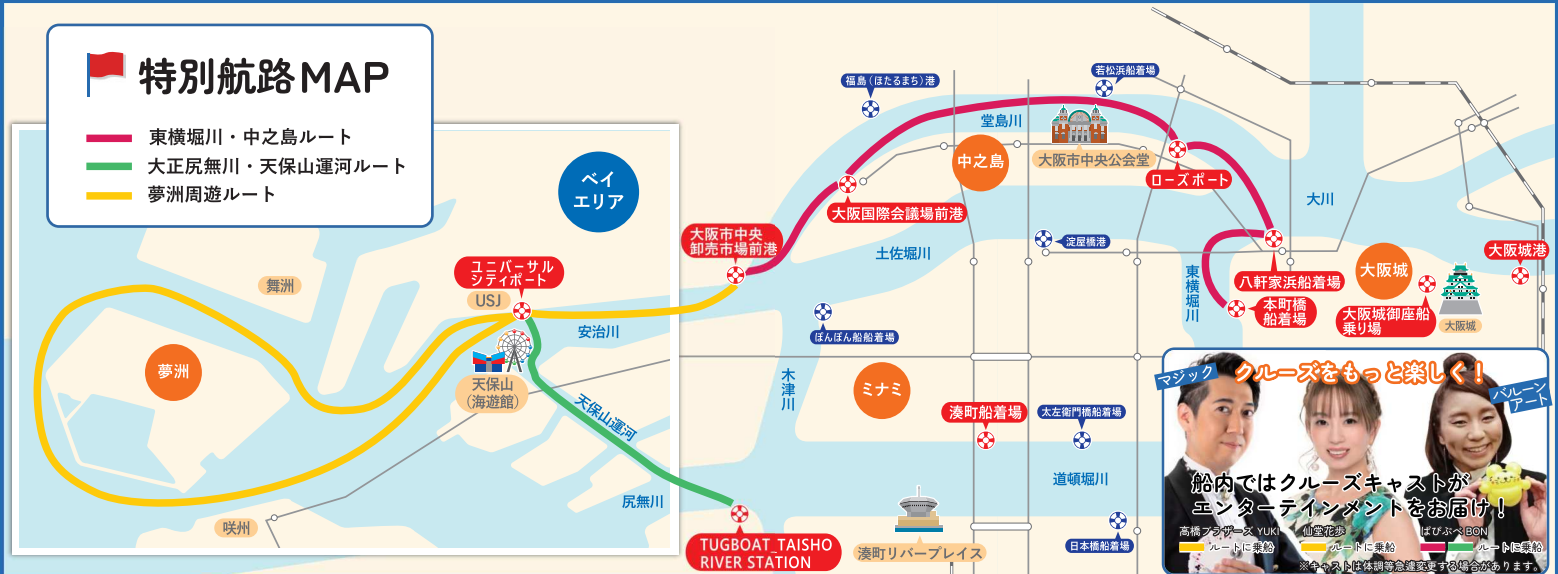 特別航路MAP
東横堀川・中之島ルート
大正尻無川・天保山運河ルート
夢洲周遊ルート
ベイ
エリア
舞洲
夢洲
咲州
ユニバーサル
シティポート
USJ
天保山
(海遊館)
安治川
天保山運河
尻無川
大阪市中央
卸売市場前港
福島(ほたるまち)港
若松浜船着場
堂島川
中之島
大阪市中央公会堂
ローズポート
大阪国際会議場前港
土佐堀川
淀屋橋港
大川
東横堀川
八軒家浜船着場
本町橋
船着場
大阪城
大阪城港
大阪城御座船
乗り場
大阪城
ぽんぽん船船着場
木津川
ミナミ
湊町船着場
太左衛門橋船着場
道頓堀川
日本橋船着場
湊町リバープレイス
TUGBOAT_TAISHO
RIVER STATION
マジック
クルーズをもっと楽しく!
バルーン
アート
船内ではクルーズキャストが
エンターテインメントをお届け!
高橋ブラザーズ YUKI
ルートに乗船
仙堂花歩
ルートに乗船
ぱぴぷぺBON
ルートに乗船
※キャストは体調等急遽変更する場合があります。